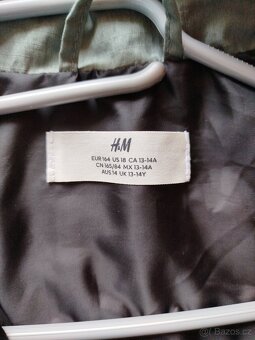 H&M
EUR 164 US 18 CA 13-14A
CN 165/84 MX 13-14A
AUS 14 UK 13-14Y
Bazos.cz